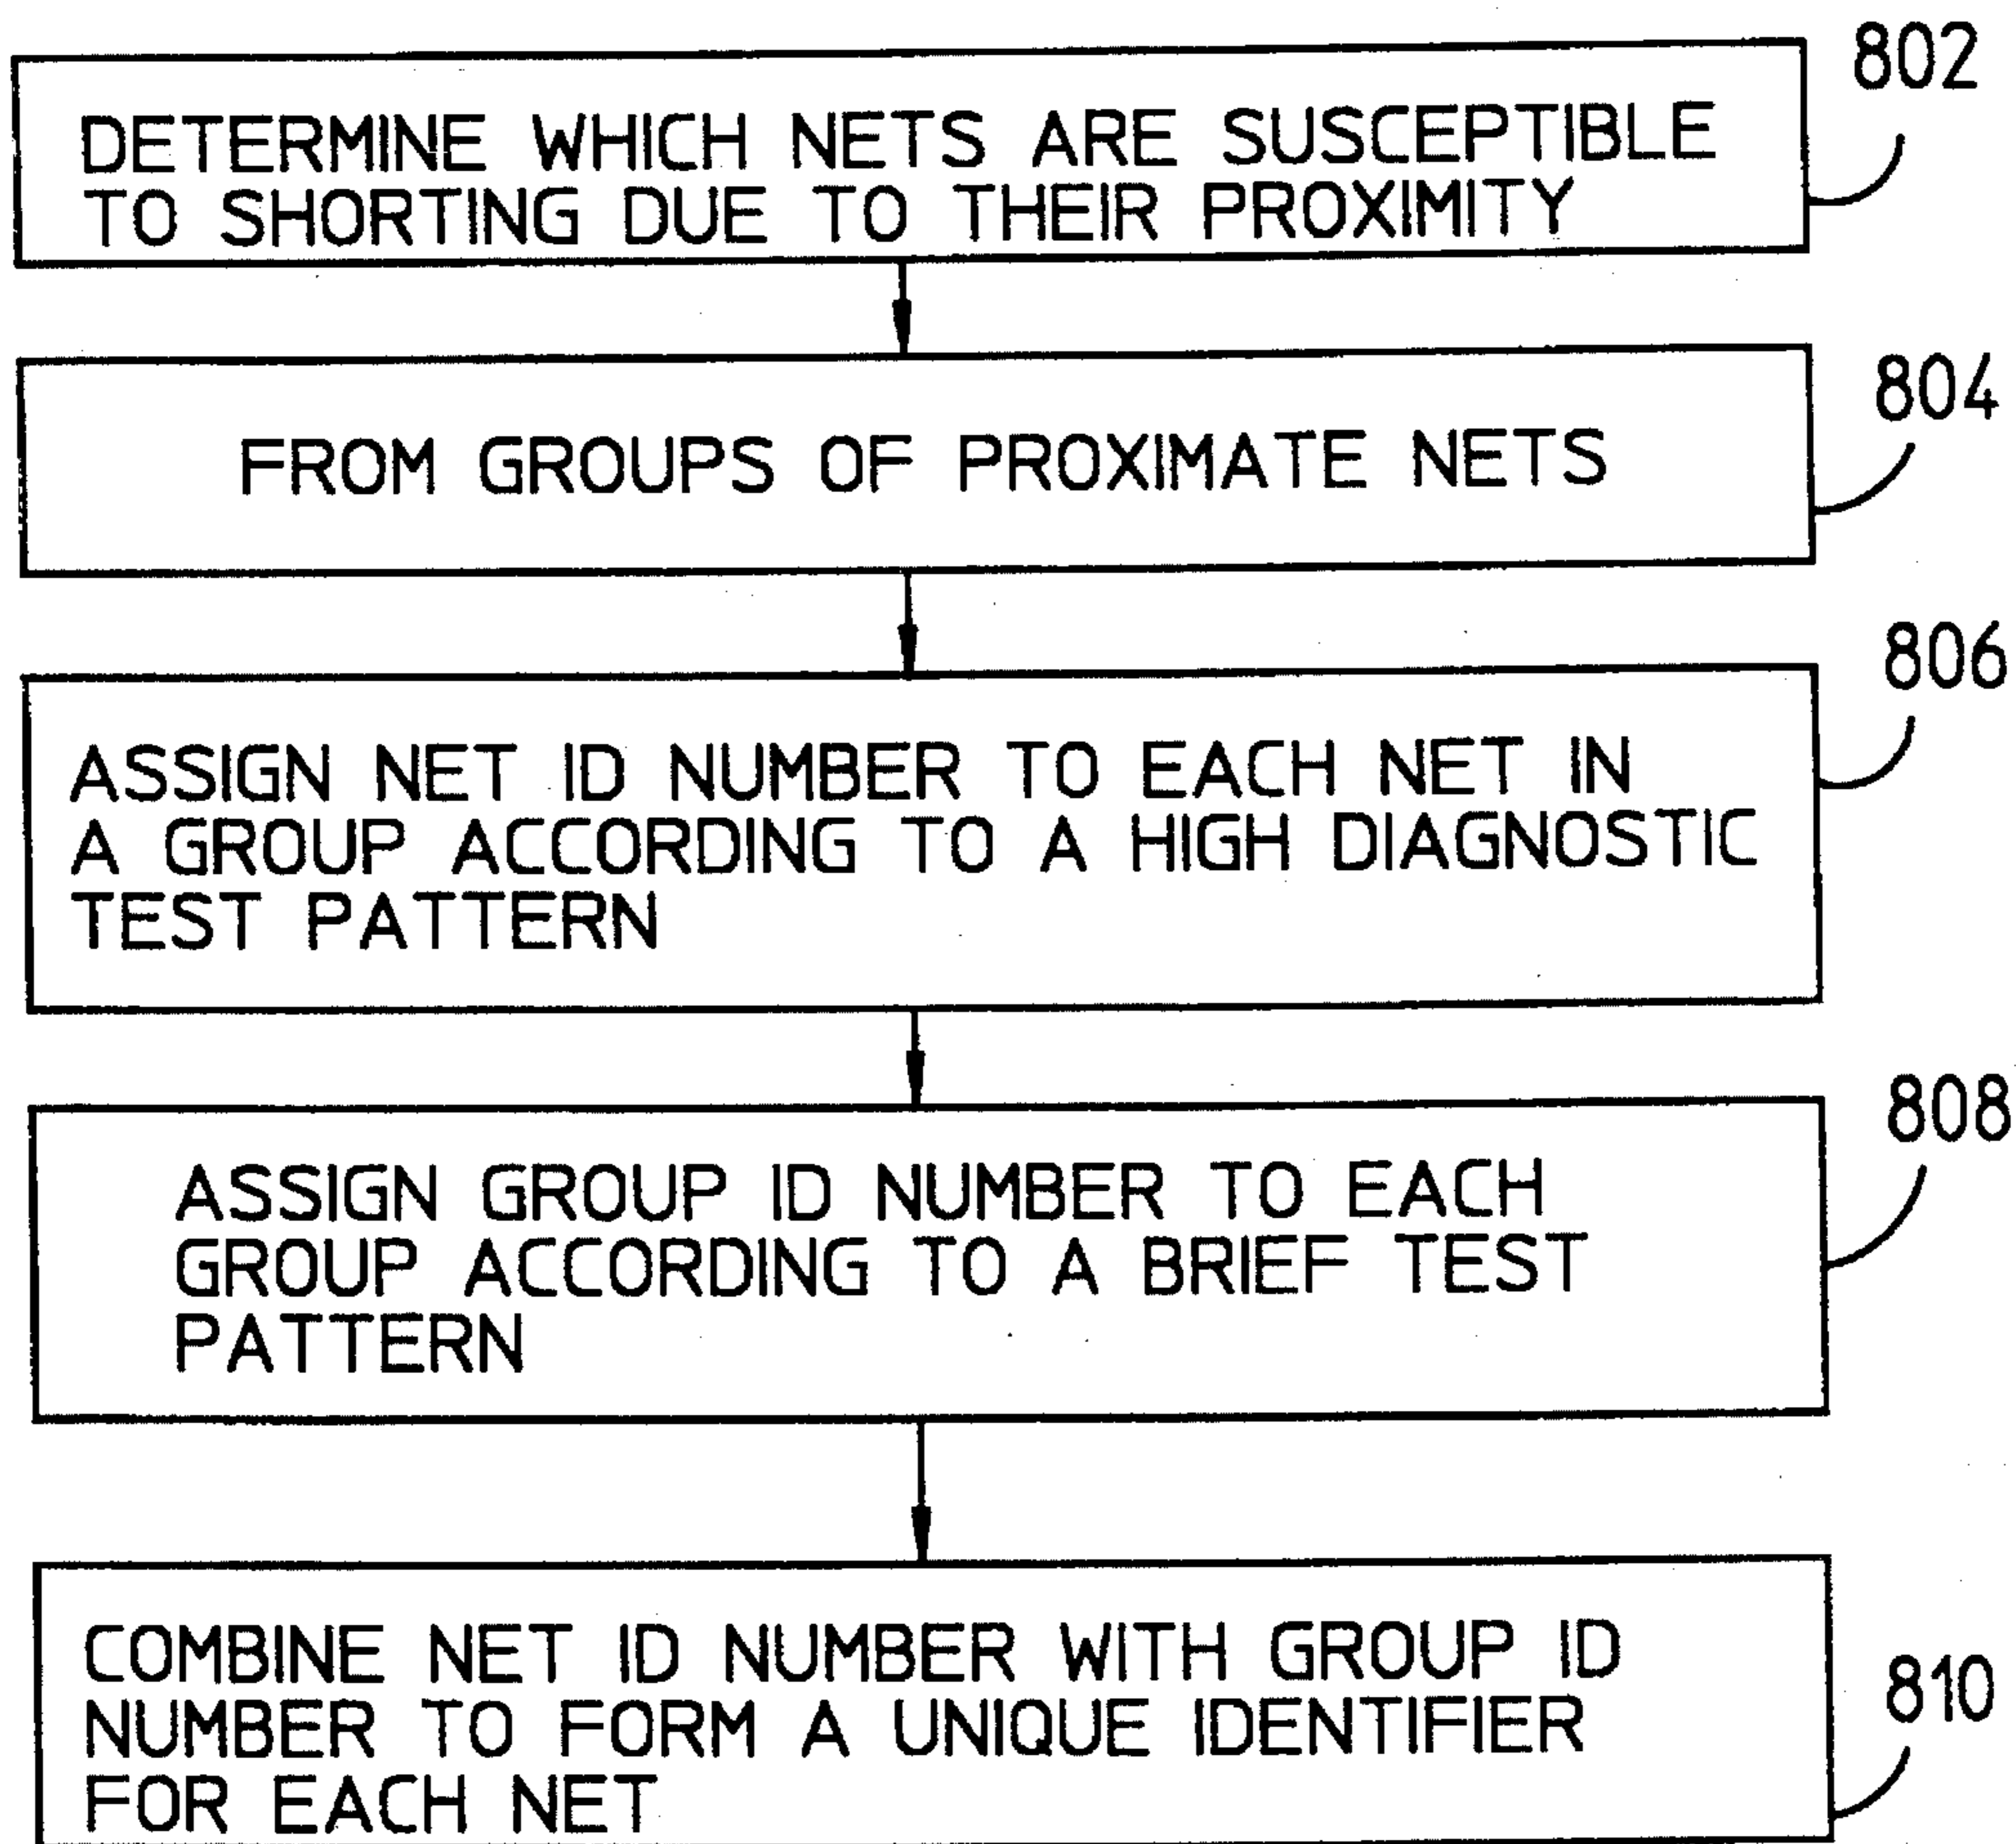 802
DETERMINE WHICH NETS ARE SUSCEPTIBLE
TO SHORTING DUE TO THEIR PROXIMITY
804
FROM GROUPS OF PROXIMATE NETS
806
ASSIGN NET ID NUMBER TO EACH NET IN
A GROUP ACCORDING TO A HIGH DIAGNOSTIC
TEST PATTERN
808
ASSIGN GROUP ID NUMBER TO EACH
GROUP ACCORDING TO A BRIEF TEST
PATTERN
COMBINE NET ID NUMBER WITH GROUP ID
NUMBER TO FORM A UNIQUE IDENTIFIER
FOR EACH NET
810